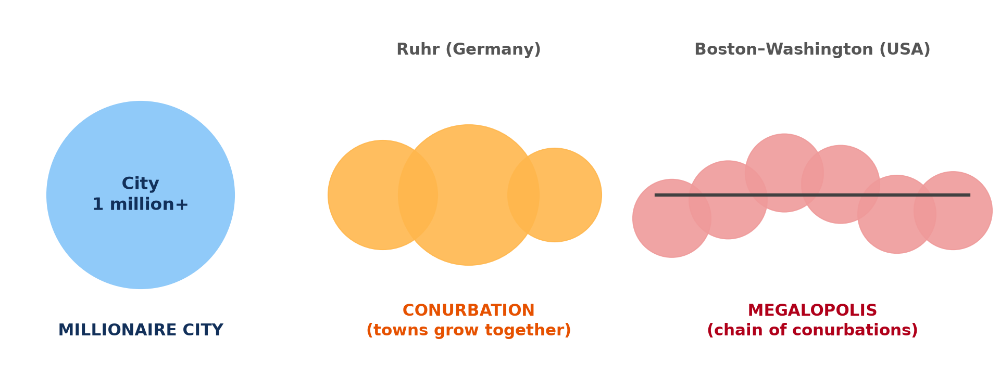 Ruhr (Germany)
Boston–Washington (USA)
City
1 million+
MILLIONAIRE CITY
CONURBATION
(towns grow together)
MEGALOPOLIS
(chain of conurbations)